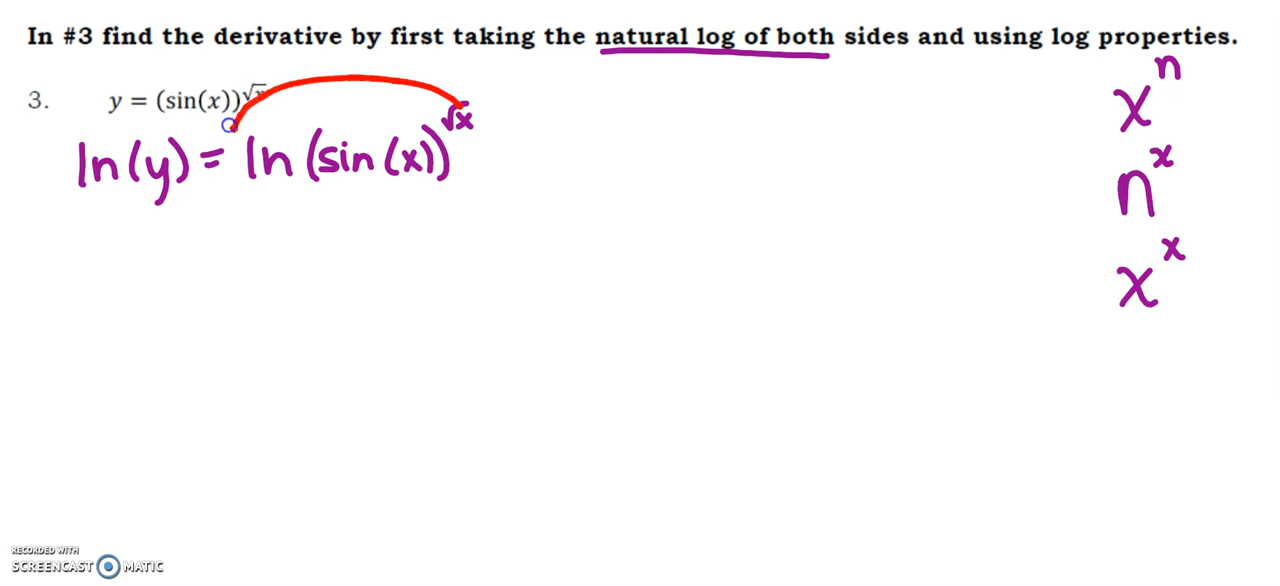 In #3 find the derivative by first taking the natural log of both sides and using log properties.
3. y = (sin(x))^√x
ln(y) = ln(sin(x))^√x
x^n
n^x
x^x
RECORDED WITH
SCREENCAST MATIC